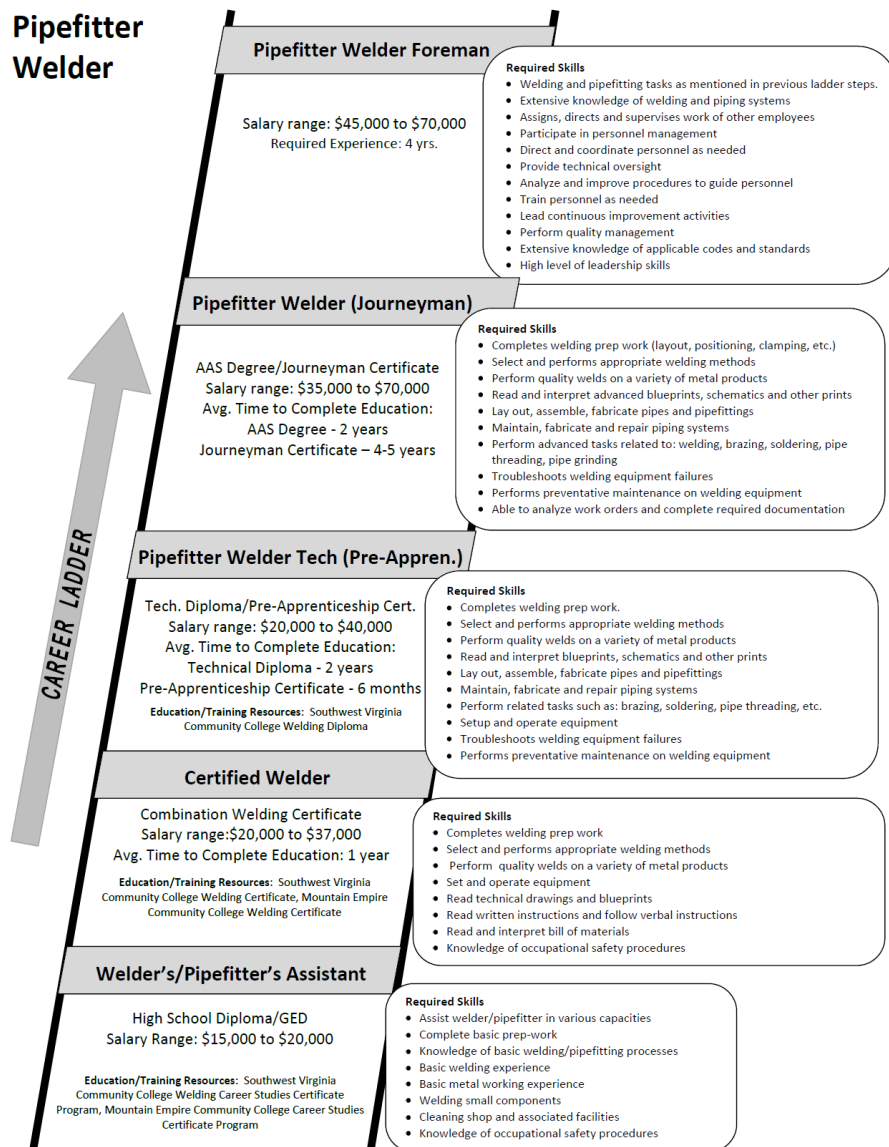 Pipefitter
Welder
Pipefitter Welder Foreman
Salary range: $45,000 to $70,000
Required Experience: 4 yrs.
Required Skills
• Welding and pipefitting tasks as mentioned in previous ladder steps.
• Extensive knowledge of welding and piping systems
• Assigns, directs and supervises work of other employees
• Participate in personnel management
• Direct and coordinate personnel as needed
• Provide technical oversight
• Analyze and improve procedures to guide personnel
• Train personnel as needed
• Lead continuous improvement activities
• Perform quality management
• Extensive knowledge of applicable codes and standards
• High level of leadership skills
Pipefitter Welder (Journeyman)
AAS Degree/Journeyman Certificate
Salary range: $35,000 to $70,000
Avg. Time to Complete Education:
AAS Degree - 2 years
Journeyman Certificate – 4-5 years
Required Skills
• Completes welding prep work (layout, positioning, clamping, etc.)
• Select and performs appropriate welding methods
• Perform quality welds on a variety of metal products
• Read and interpret advanced blueprints, schematics and other prints
• Lay out, assemble, fabricate pipes and pipefittings
• Maintain, fabricate and repair piping systems
• Perform advanced tasks related to: welding, brazing, soldering, pipe
threading, pipe grinding
• Troubleshoots welding equipment failures
• Performs preventative maintenance on welding equipment
• Able to analyze work orders and complete required documentation
CAREER LADDER
Pipefitter Welder Tech (Pre-Appren.)
Tech. Diploma/Pre-Apprenticeship Cert.
Salary range: $20,000 to $40,000
Avg. Time to Complete Education:
Technical Diploma - 2 years
Pre-Apprenticeship Certificate - 6 months
Education/Training Resources: Southwest Virginia
Community College Welding Diploma
Required Skills
• Completes welding prep work.
• Select and performs appropriate welding methods
• Perform quality welds on a variety of metal products
• Read and interpret blueprints, schematics and other prints
• Lay out, assemble, fabricate pipes and pipefittings
• Maintain, fabricate and repair piping systems
• Perform related tasks such as: brazing, soldering, pipe threading, etc.
• Setup and operate equipment
• Troubleshoots welding equipment failures
• Performs preventative maintenance on welding equipment
Certified Welder
Combination Welding Certificate
Salary range:$20,000 to $37,000
Avg. Time to Complete Education: 1 year
Education/Training Resources: Southwest Virginia
Community College Welding Certificate, Mountain Empire
Community College Welding Certificate
Required Skills
• Completes welding prep work
• Select and performs appropriate welding methods
• Perform quality welds on a variety of metal products
• Set and operate equipment
• Read technical drawings and blueprints
• Read written instructions and follow verbal instructions
• Read and interpret bill of materials
• Knowledge of occupational safety procedures
Welder’s/Pipefitter’s Assistant
High School Diploma/GED
Salary Range: $15,000 to $20,000
Education/Training Resources: Southwest Virginia
Community College Welding Career Studies Certificate
Program, Mountain Empire Community College Career Studies
Certificate Program
Required Skills
• Assist welder/pipefitter in various capacities
• Complete basic prep-work
• Knowledge of basic welding/pipefitting processes
• Basic welding experience
• Basic metal working experience
• Welding small components
• Cleaning shop and associated facilities
• Knowledge of occupational safety procedures